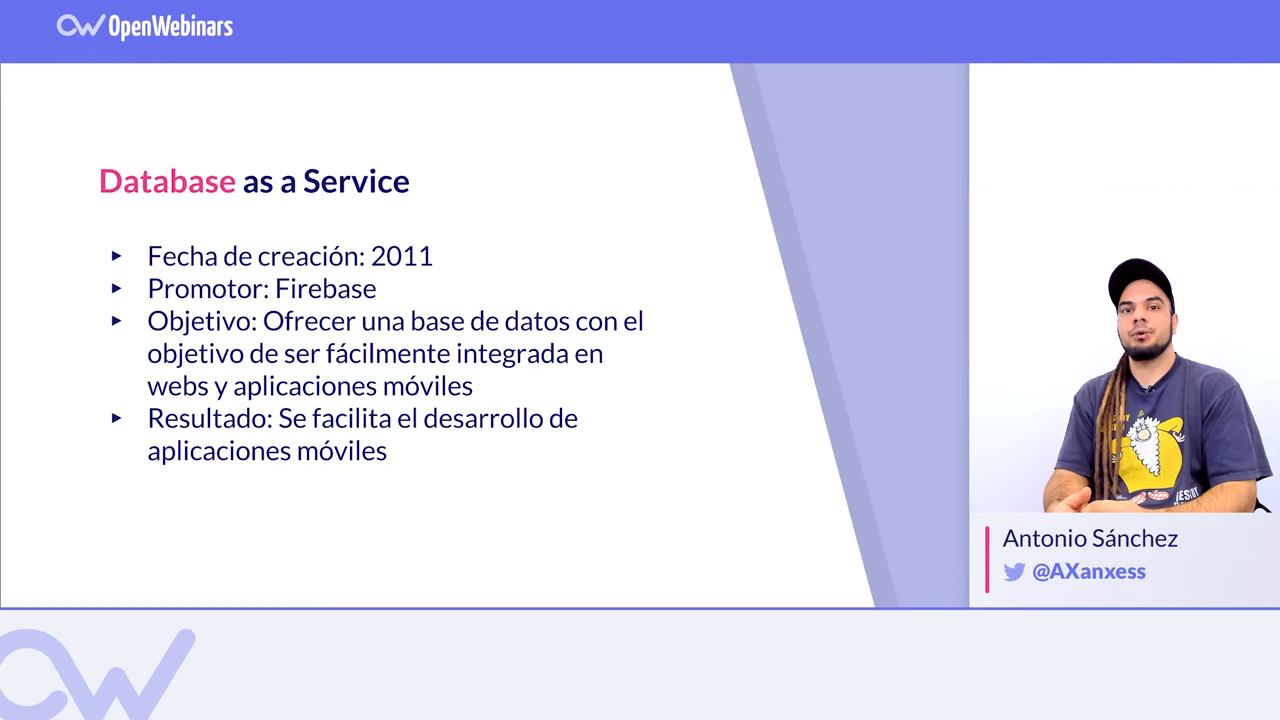 OpenWebinars
Database as a Service
Fecha de creación: 2011
Promotor: Firebase
Objetivo: Ofrecer una base de datos con el
objetivo de ser fácilmente integrada en
webs y aplicaciones móviles
Resultado: Se facilita el desarrollo de
aplicaciones móviles
Antonio Sánchez
@AXanxess